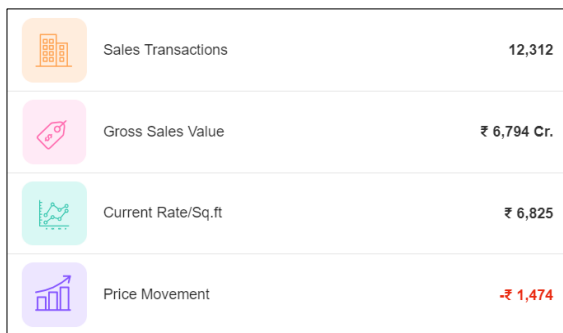 Sales Transactions 12,312
Gross Sales Value ₹ 6,794 Cr.
Current Rate/Sq.ft ₹ 6,825
Price Movement -₹ 1,474